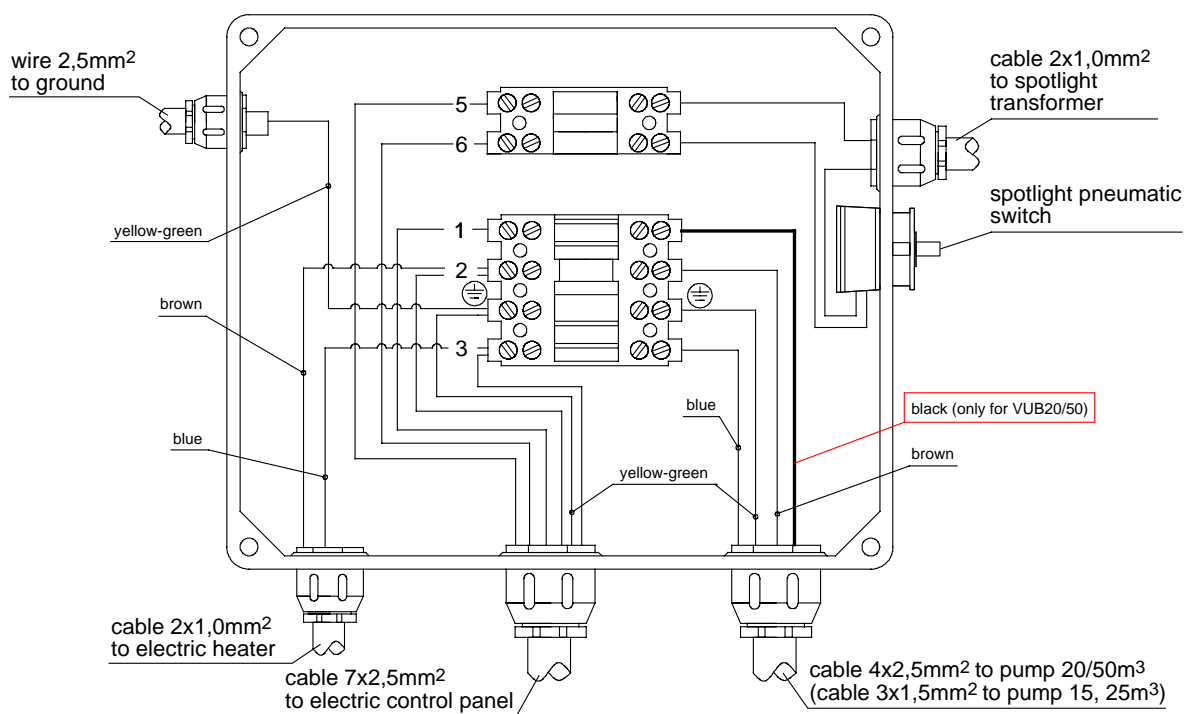 wire 2,5mm²
to ground
cable 2x1,0mm²
to spotlight
transformer
spotlight pneumatic
switch
5
6
yellow-green
1
2
brown
3
blue
blue
black (only for VUB20/50)
brown
yellow-green
cable 2x1,0mm²
to electric heater
cable 7x2,5mm²
to electric control panel
cable 4x2,5mm² to pump 20/50m³
(cable 3x1,5mm² to pump 15, 25m³)